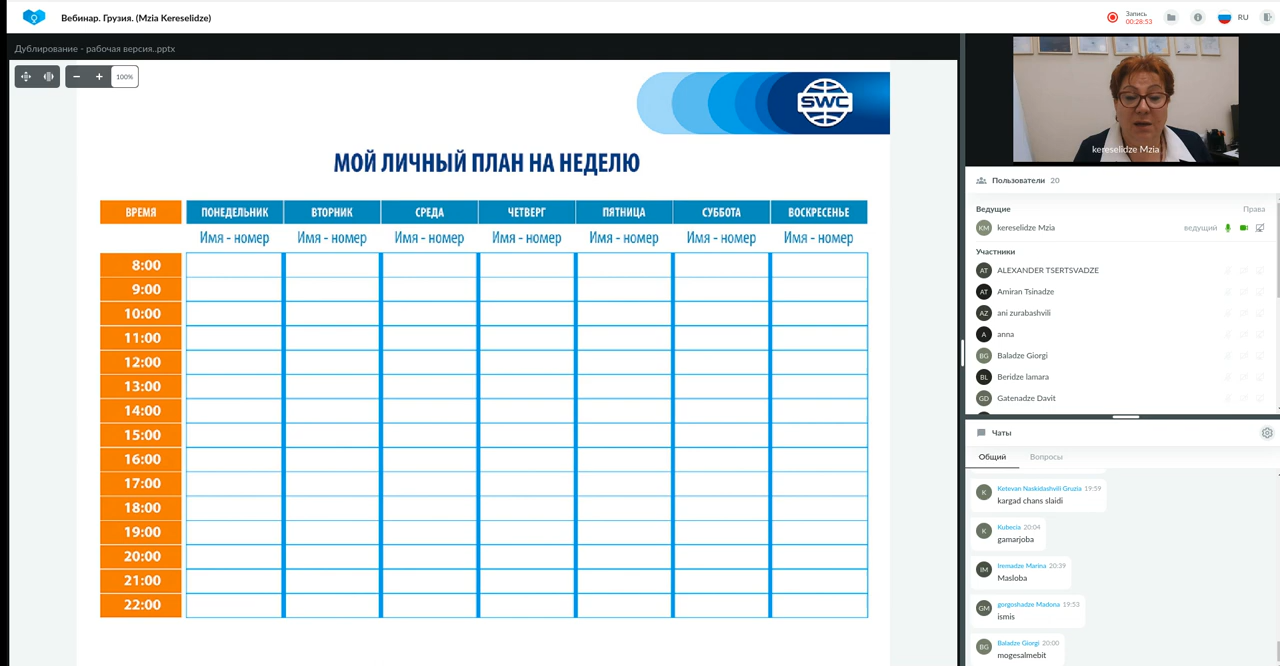 Вебинар. Грузия. (Mzia Kereselidze)
Запись
00:28:53
RU
Дублирование - рабочая версия..pptx
100%
SWC
МОЙ ЛИЧНЫЙ ПЛАН НА НЕДЕЛЮ
ВРЕМЯ ПОНЕДЕЛЬНИК ВТОРНИК СРЕДА ЧЕТВЕРГ ПЯТНИЦА СУББОТА ВОСКРЕСЕНЬЕ
Имя - номер Имя - номер Имя - номер Имя - номер Имя - номер Имя - номер Имя - номер
8:00
9:00
10:00
11:00
12:00
13:00
14:00
15:00
16:00
17:00
18:00
19:00
20:00
21:00
22:00
kereselidze Mzia
Пользователи 20
Ведущие Права
KM kereselidze Mzia ведущий
Участники
AT ALEXANDER TSERTSVADZE
AT Amiran Tsinadze
AZ ani zurabashvili
A anna
BG Baladze Giorgi
BL Beridze lamara
GD Gatenadze Davit
Чаты
Общий Вопросы
K Ketevan Naskidashvili Gruzia 19:59
kargad chans slaidi
K Kubecia 20:04
gamarjoba
IM Iremadze Marina 20:39
Masloba
GM gorgoshadze Madona 19:53
ismis
BG Baladze Giorgi 20:00
mogesalmebit